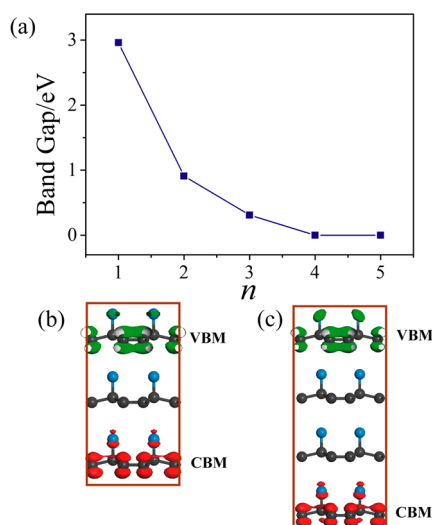 (a)
Band Gap/eV
3
2
1
0
1 2 3 4 5
n
(b) (c)
VBM VBM
CBM CBM